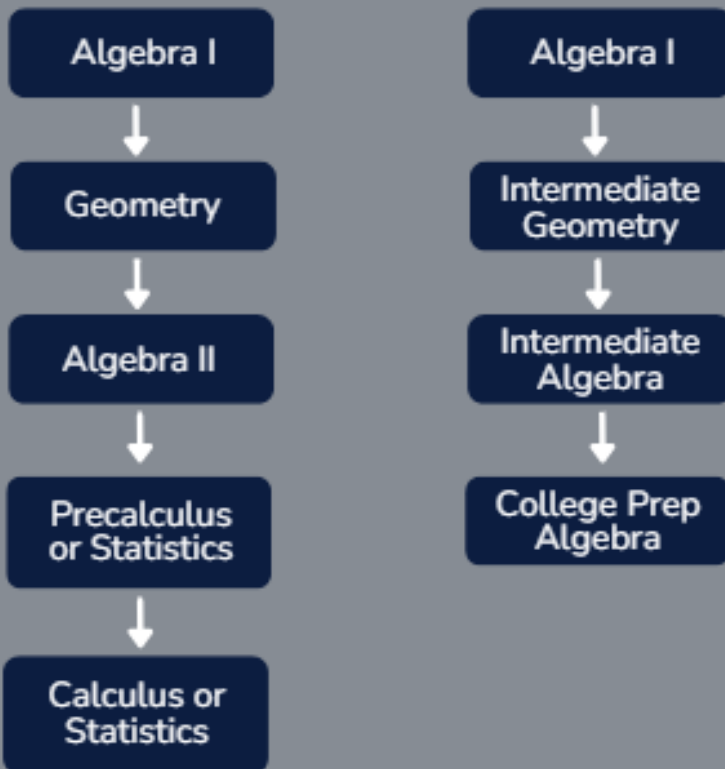 Algebra I
Geometry
Algebra II
Precalculus
or Statistics
Calculus or
Statistics
Algebra I
Intermediate
Geometry
Intermediate
Algebra
College Prep
Algebra